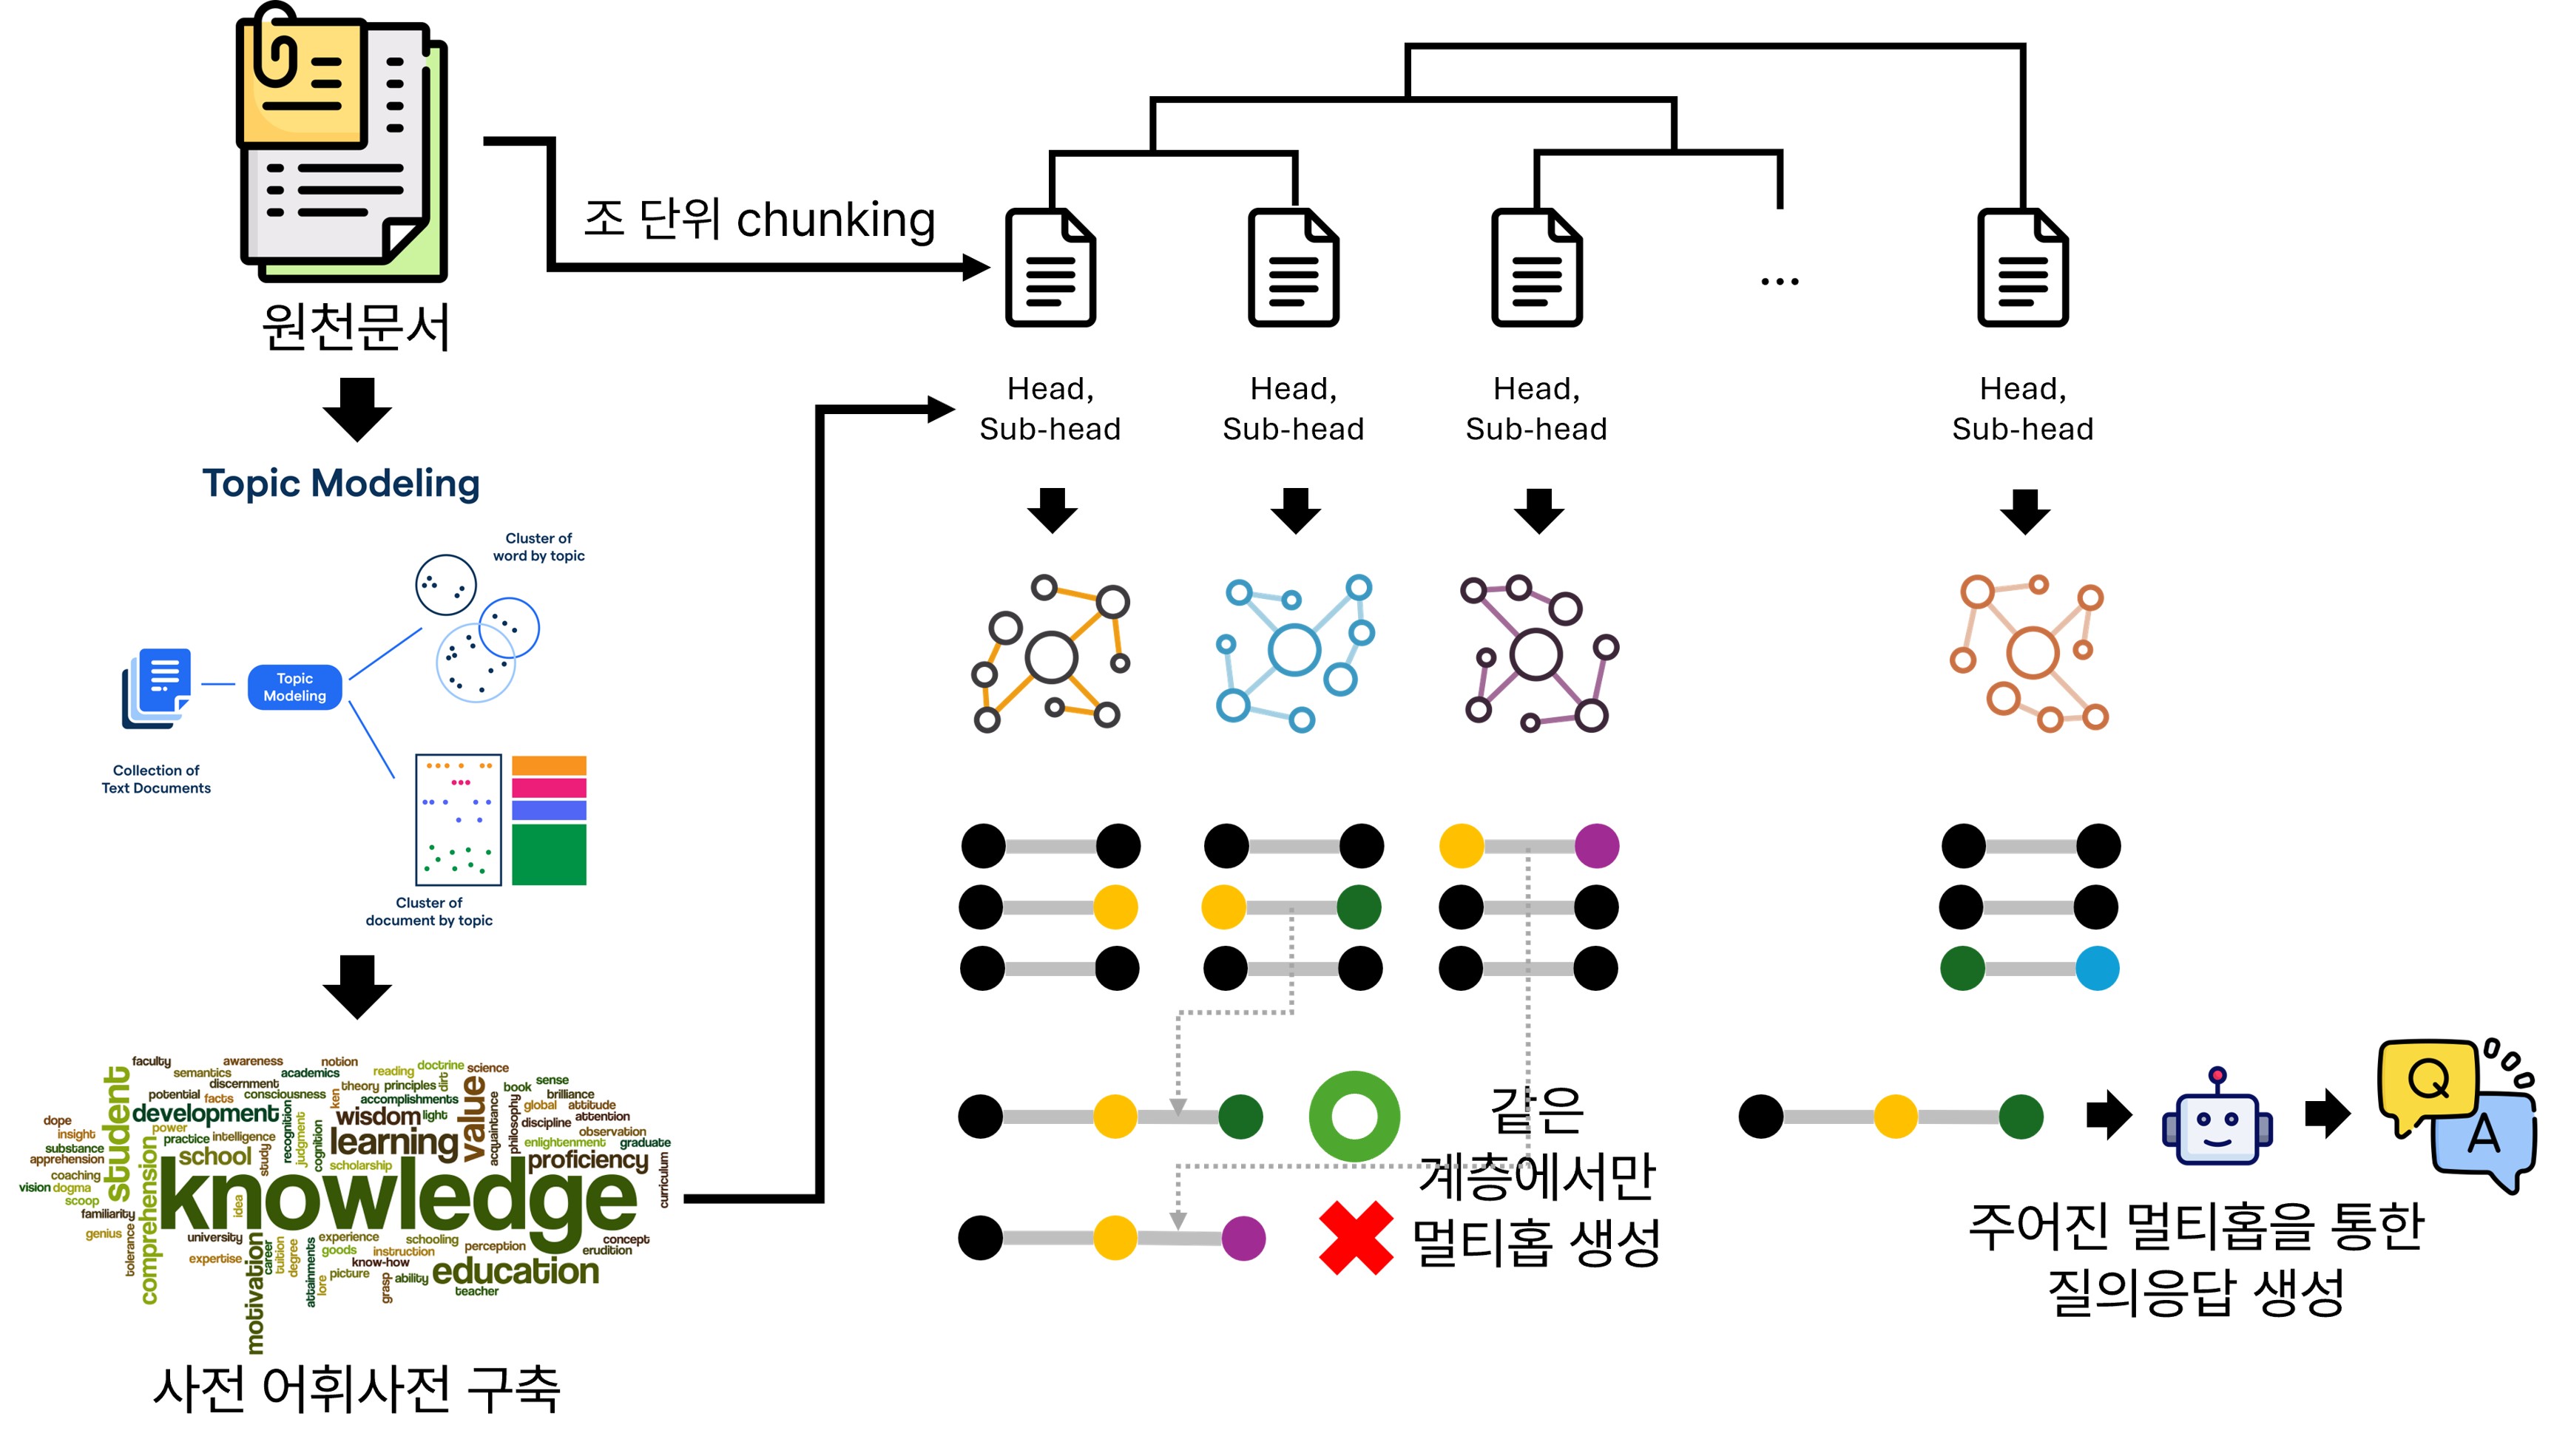 원천문서
조 단위 chunking
Head,
Sub-head
Head,
Sub-head
Head,
Sub-head
...
Head,
Sub-head
Topic Modeling
Cluster of
word by topic
Topic
Modeling
Collection of
Text Documents
Cluster of
document by topic
faculty
awareness
notion
reading
doctrine
science
semantics
academics
discernment
theory
principles
dirt
book
sense
potential
facts
consciousness
ken
accomplishments
brilliance
student
development
recognition
wisdom
light
value
global
attitude
dope
power
judgment
cognition
acquaintance
philosophy
discipline
attention
insight
practice
intelligence
learning
observation
substance
school
study
enlightenment
graduate
apprehension
comprehension
scholarship
proficiency
curriculum
coaching
vision
dogma
knowledge
scoop
idea
familiarity
genius
tolerance
university
experience
schooling
perception
concept
expertise
motivation
career
tuition
degree
goods
instruction
erudition
attainments
lore
know-how
picture
grasp
ability
education
teacher
사전 어휘사전 구축
같은
계층에서만
멀티홉 생성
Q
A
주어진 멀티홉을 통한
질의응답 생성